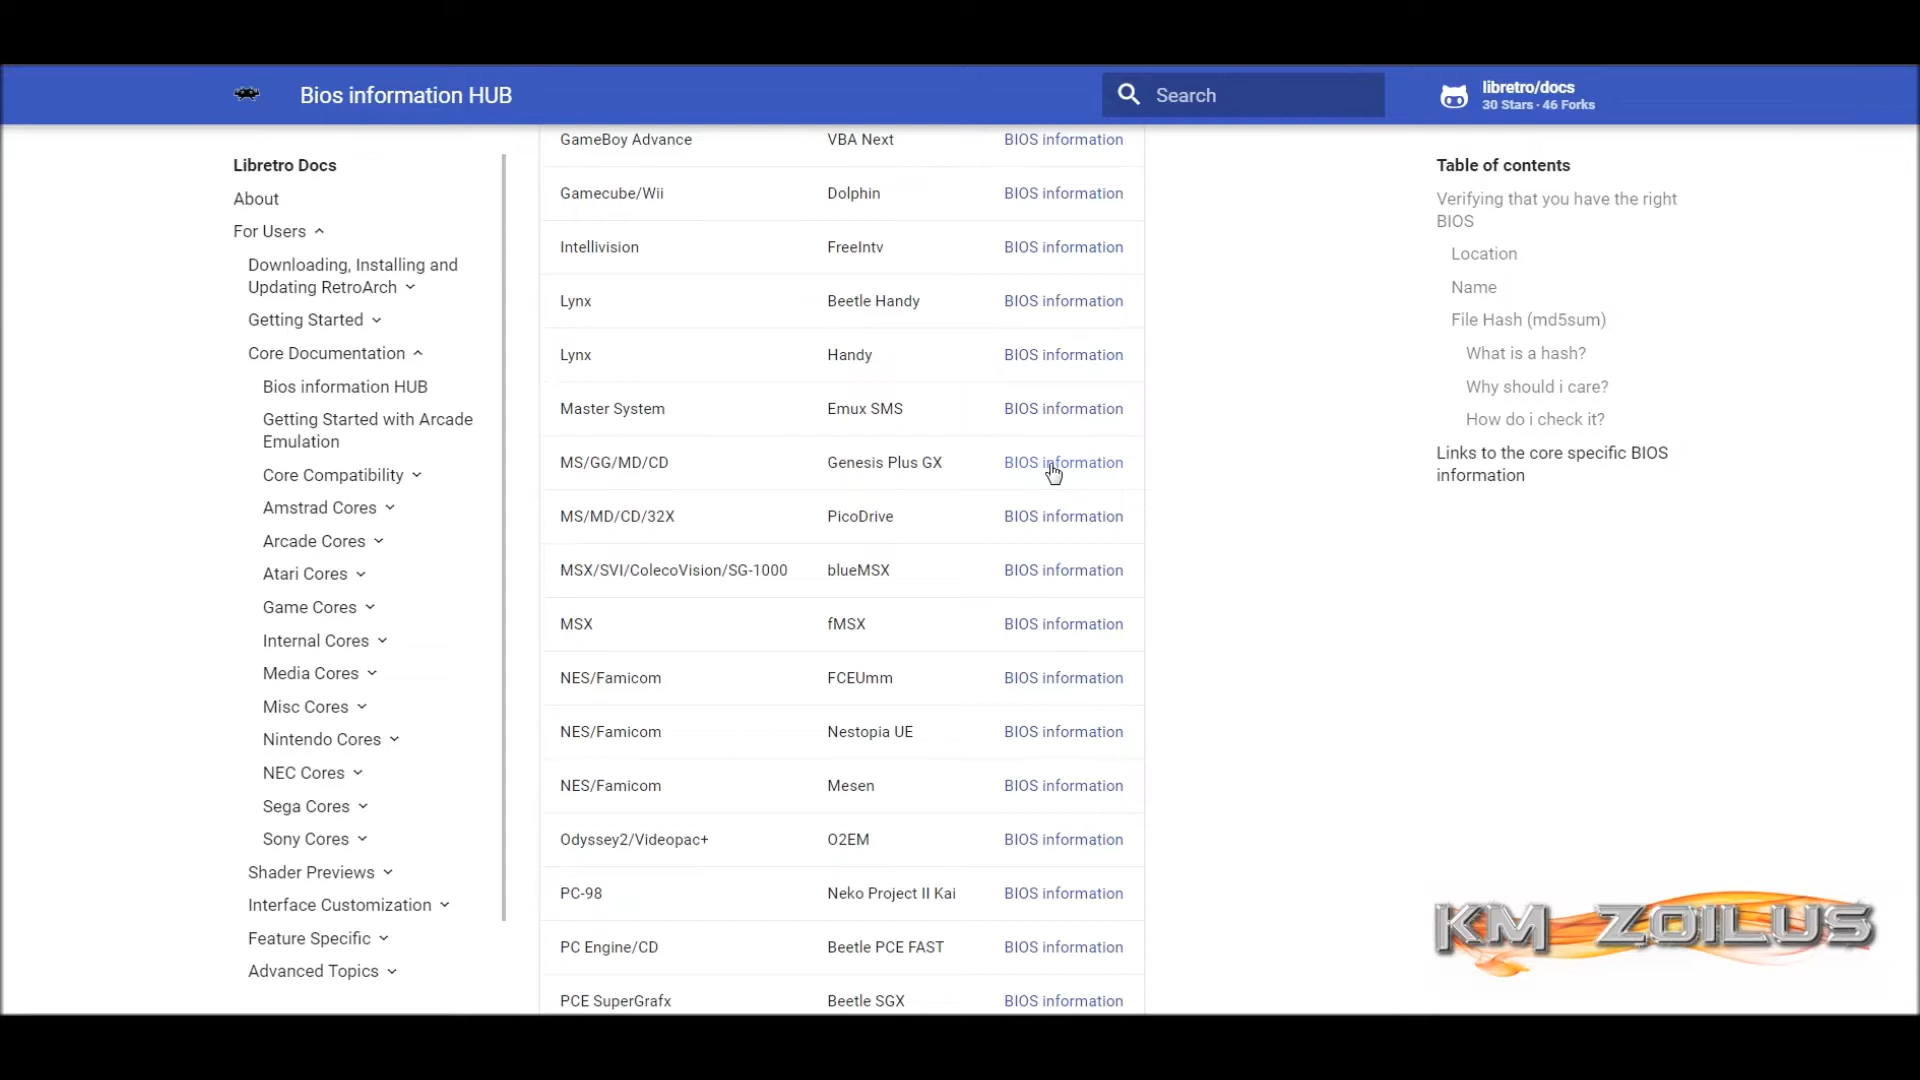 Bios information HUB
Search
libretro/docs
30 Stars · 46 Forks
Libretro Docs
About
For Users
Downloading, Installing and
Updating RetroArch
Getting Started
Core Documentation
Bios information HUB
Getting Started with Arcade
Emulation
Core Compatibility
Amstrad Cores
Arcade Cores
Atari Cores
Game Cores
Internal Cores
Media Cores
Misc Cores
Nintendo Cores
NEC Cores
Sega Cores
Sony Cores
Shader Previews
Interface Customization
Feature Specific
Advanced Topics
GameBoy Advance VBA Next BIOS information
Gamecube/Wii Dolphin BIOS information
Intellivision FreeIntv BIOS information
Lynx Beetle Handy BIOS information
Lynx Handy BIOS information
Master System Emux SMS BIOS information
MS/GG/MD/CD Genesis Plus GX BIOS information
MS/MD/CD/32X PicoDrive BIOS information
MSX/SVI/ColecoVision/SG-1000 blueMSX BIOS information
MSX fMSX BIOS information
NES/Famicom FCEUmm BIOS information
NES/Famicom Nestopia UE BIOS information
NES/Famicom Mesen BIOS information
Odyssey2/Videopac+ O2EM BIOS information
PC-98 Neko Project II Kai BIOS information
PC Engine/CD Beetle PCE FAST BIOS information
PCE SuperGrafx Beetle SGX BIOS information
Table of contents
Verifying that you have the right
BIOS
Location
Name
File Hash (md5sum)
What is a hash?
Why should i care?
How do i check it?
Links to the core specific BIOS
information
KM ZOILUS